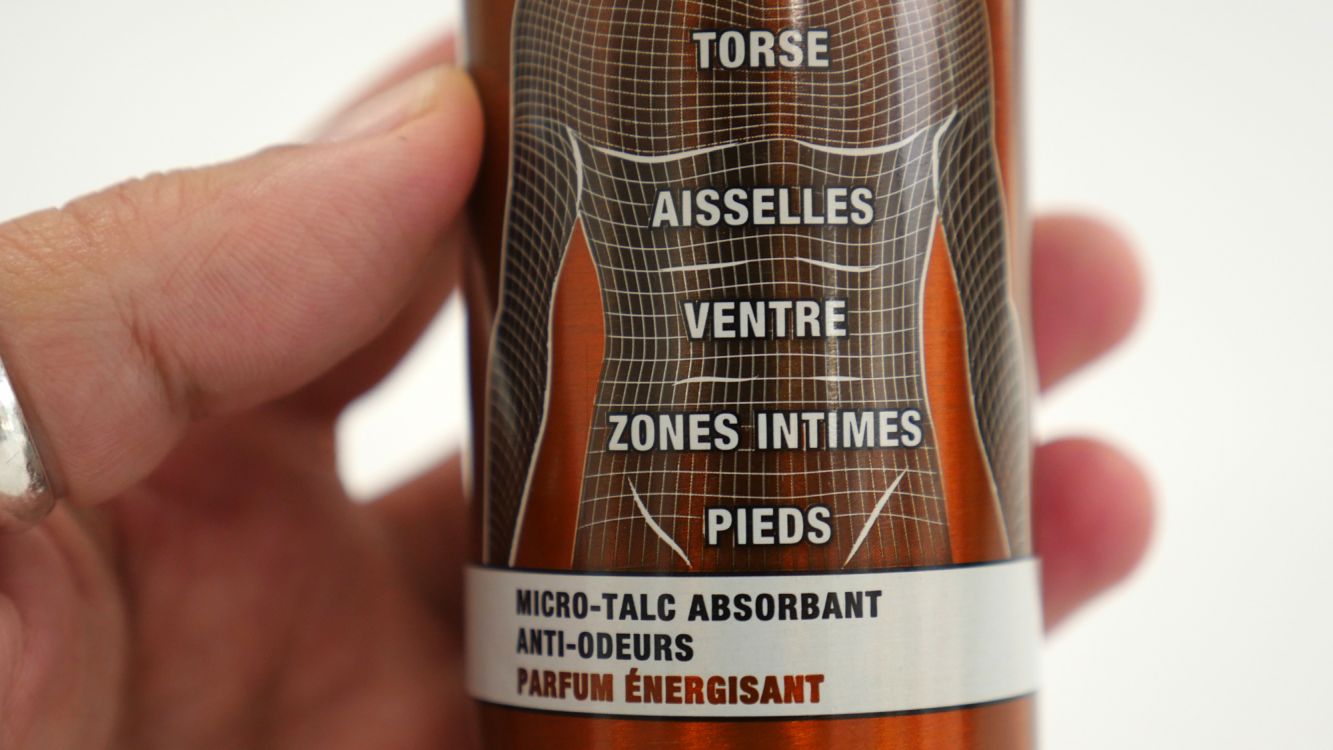 TORSE
AISSELLES
VENTRE
ZONES INTIMES
PIEDS
MICRO-TALC ABSORBANT
ANTI-ODEURS
PARFUM ÉNERGISANT